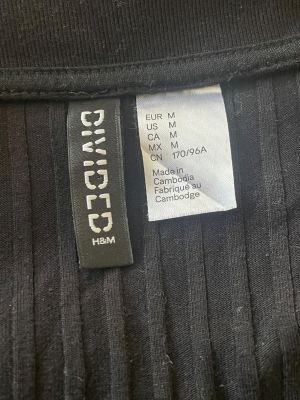 DIVIDED
H&M
EUR M
US M
CA M
MX M
CN 170/96A
Made in
Cambodia
Fabriqué au
Cambodge